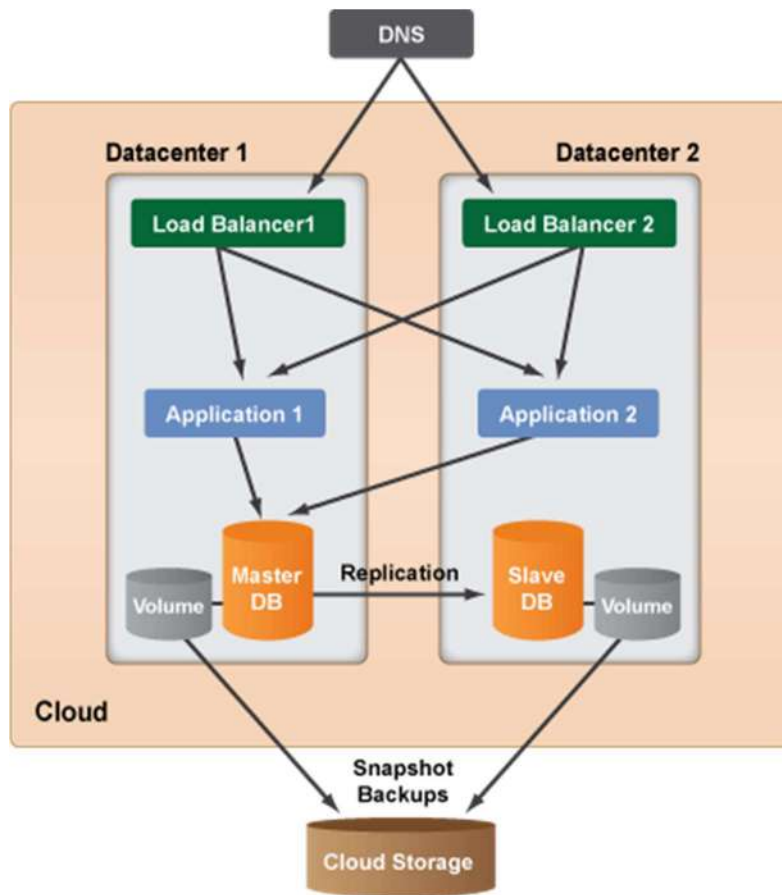 DNS
Datacenter 1
Datacenter 2
Load Balancer1
Load Balancer 2
Application 1
Application 2
Master
DB
Volume
Replication
Slave
DB
Volume
Cloud
Snapshot
Backups
Cloud Storage